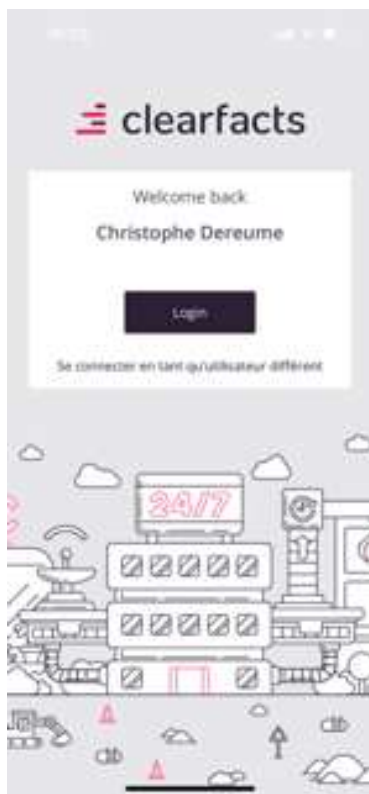 clearfacts
Welcome back
Christophe Dereume
Login
Se connecter en tant qu'utilisateur différent
24/7